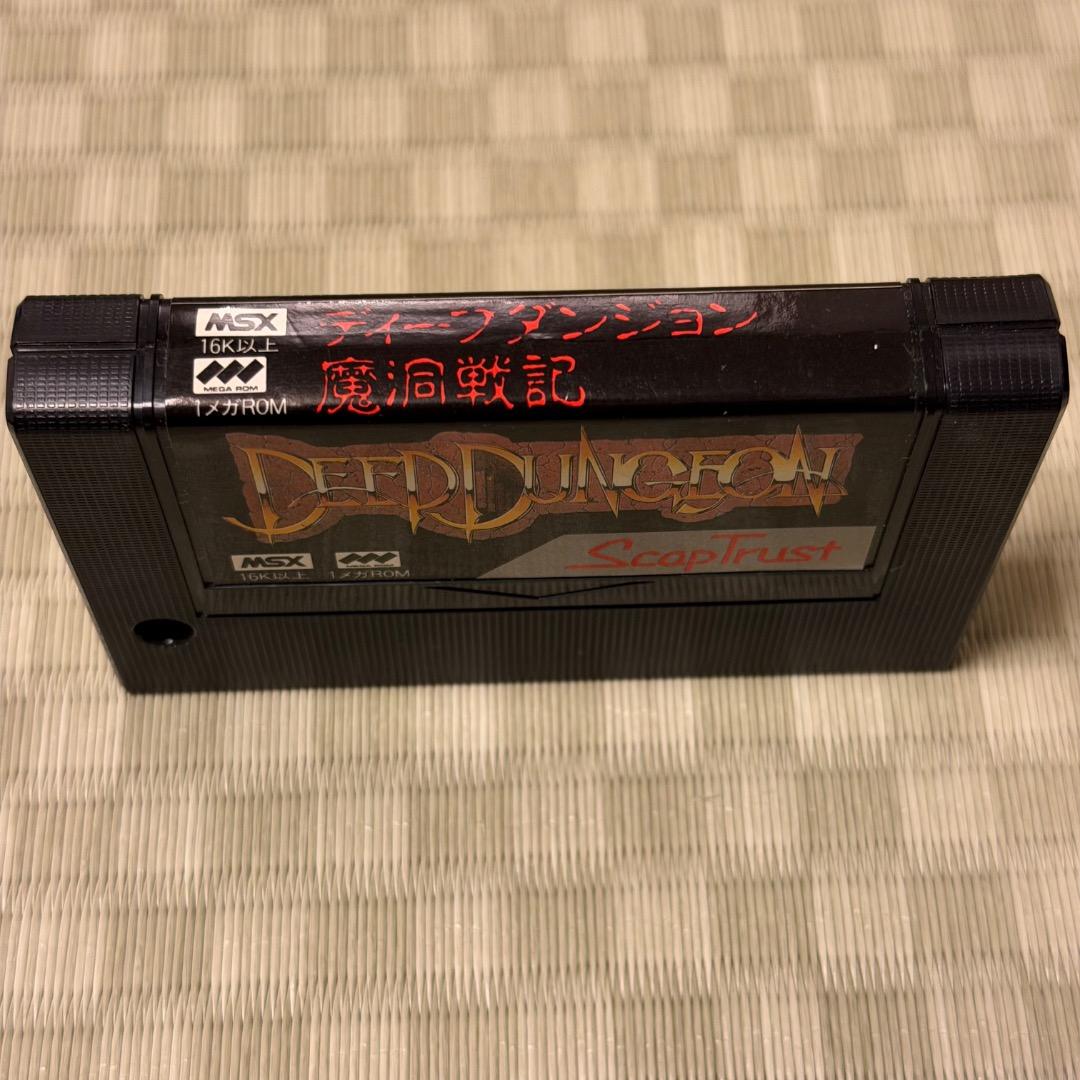 MSX
16K以上
MEGA ROM
1メガROM
ディープダンジョン
魔洞戦記
DEEP DUNGEON
ScapTrust
MSX
16K以上
1メガROM